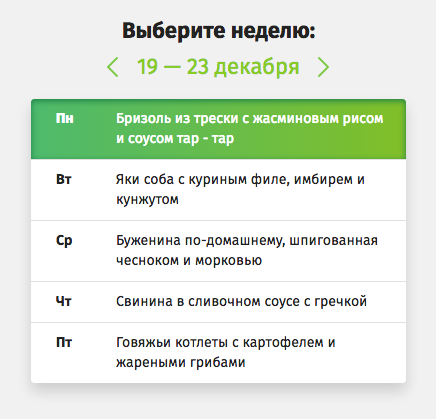 Выберите неделю:
19 — 23 декабря
Пн Бризоль из трески с жасминовым рисом
и соусом тар - тар
Вт Яки соба с куриным филе, имбирем и
кунжутом
Ср Буженина по-домашнему, шпигованная
чесноком и морковью
Чт Свинина в сливочном соусе с гречкой
Пт Говяжьи котлеты с картофелем и
жареными грибами